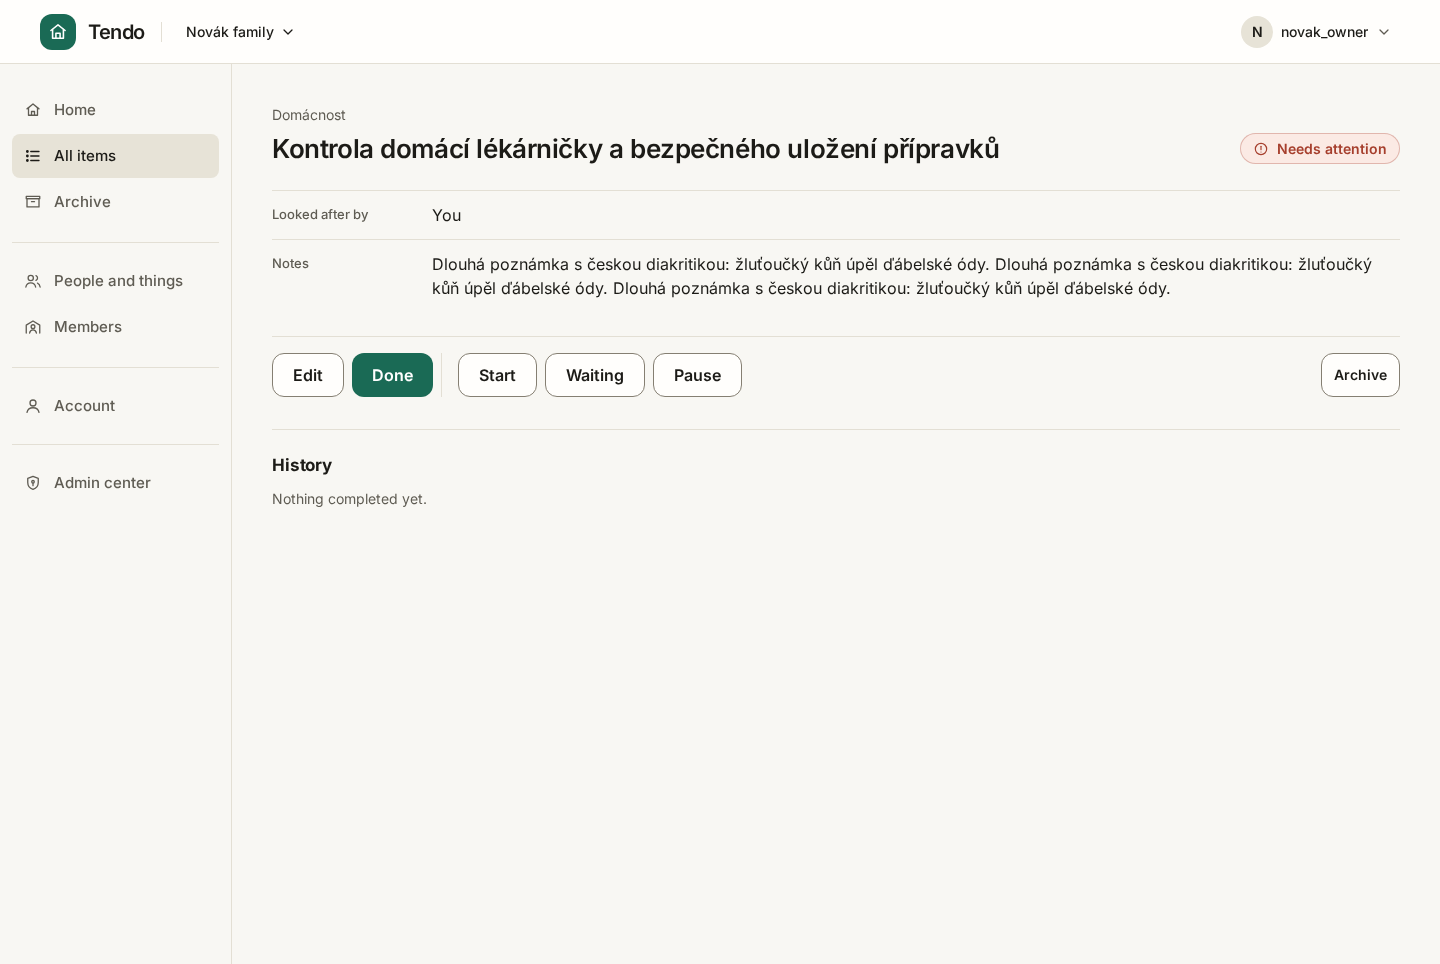 Tendo
Novák family
N
novak_owner
Home
All items
Archive
People and things
Members
Account
Admin center
Domácnost
Kontrola domácí lékárničky a bezpečného uložení přípravků
Needs attention
Looked after by
You
Notes
Dlouhá poznámka s českou diakritikou: žluťoučký kůň úpěl ďábelské ódy. Dlouhá poznámka s českou diakritikou: žluťoučký
kůň úpěl ďábelské ódy. Dlouhá poznámka s českou diakritikou: žluťoučký kůň úpěl ďábelské ódy.
Edit
Done
Start
Waiting
Pause
Archive
History
Nothing completed yet.